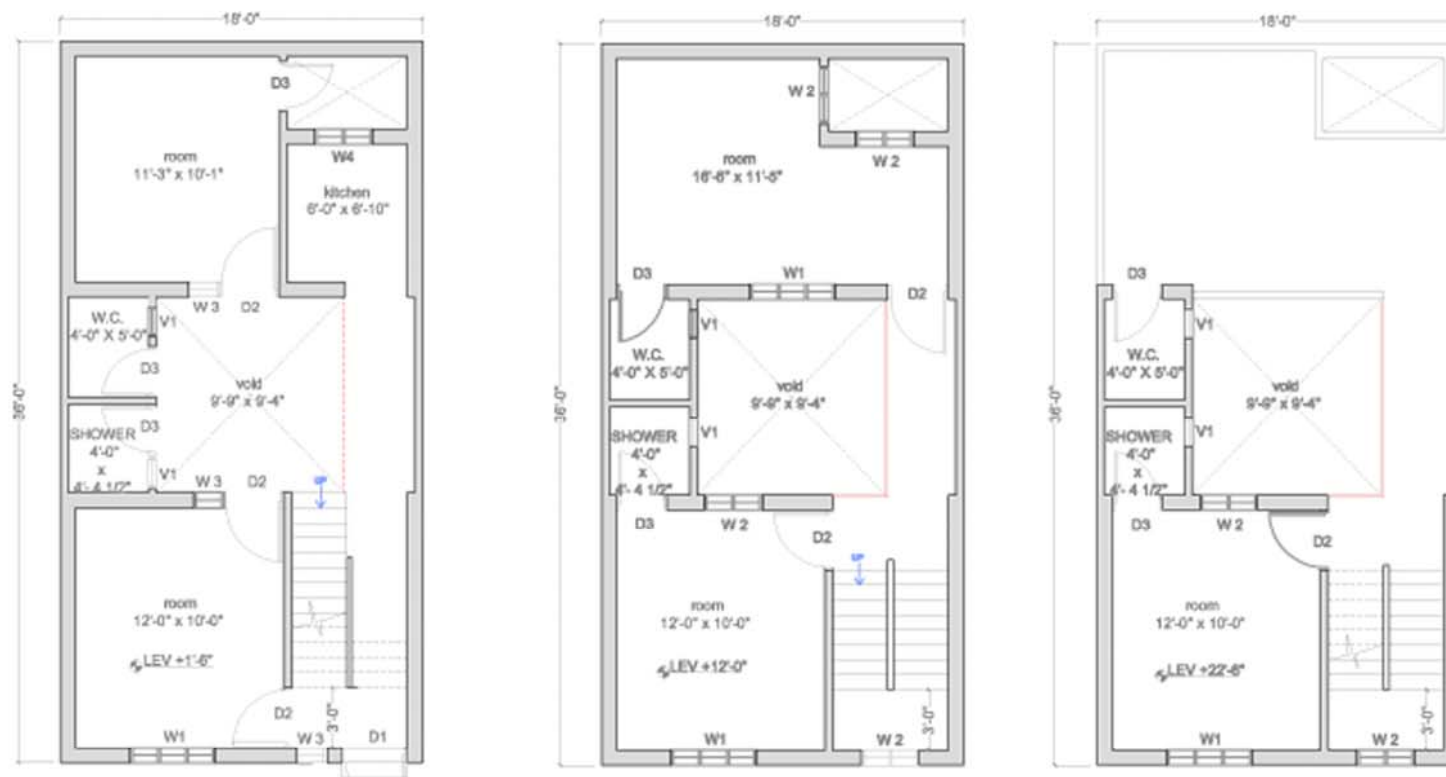 18'-0"
36'-0"
D3
room
11'-3" x 10'-1"
W4
kitchen
6'-0" x 6'-10"
W 3
D2
W.C.
4'-0" X 5'-0"
V1
D3
void
9'-9" x 9'-4"
SHOWER
4'-0"
x
4'- 4 1/2"
D3
V1
W 3
D2
UP
room
12'-0" x 10'-0"
LEV +1'-6"
D2
3'-0"
W1
W 3
D1
18'-0"
36'-0"
W 2
W 2
room
16'-6" x 11'-5"
D3
W1
D2
W.C.
4'-0" X 5'-0"
V1
void
9'-9" x 9'-4"
SHOWER
4'-0"
x
4'- 4 1/2"
V1
D3
W 2
D2
UP
room
12'-0" x 10'-0"
LEV +12'-0"
3'-0"
W1
W 2
18'-0"
36'-0"
D3
W.C.
4'-0" X 5'-0"
V1
void
9'-9" x 9'-4"
SHOWER
4'-0"
x
4'- 4 1/2"
V1
D3
W 2
D2
room
12'-0" x 10'-0"
LEV +22'-6"
3'-0"
W1
W 2